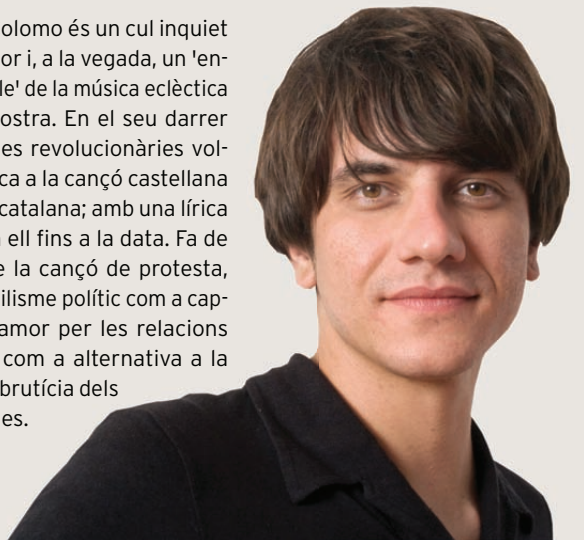 olomo és un cul inquiet
or i, a la vegada, un 'en-
le' de la música eclèctica
ostra. En el seu darrer
es revolucionàries vol-
ca a la cançó castellana
catalana; amb una lírica
ell fins a la data. Fa de
e la cançó de protesta,
ilisme polític com a cap-
amor per les relacions
com a alternativa a la
brutícia dels
es.